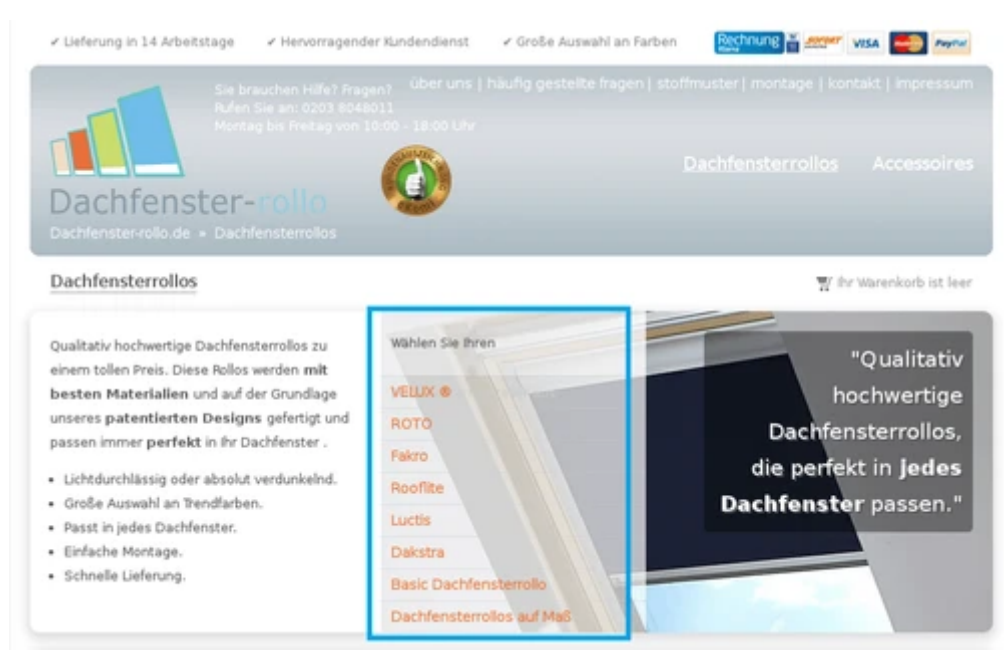 ✔ Lieferung in 14 Arbeitstage ✔ Hervorragender Kundendienst ✔ Große Auswahl an Farben Rechnung Klarna SOFORT VISA MasterCard PayPal
über uns | häufig gestellte fragen | stoffmuster | montage | kontakt | impressum
Sie brauchen Hilfe? Fragen?
Rufen Sie an: 0203 8048011
Montag bis Freitag von 10:00 - 18:00 Uhr
Dachfensterrollos Accessoires
Dachfenster-rollo
Dachfenster-rollo.de » Dachfensterrollos
Dachfensterrollos
Ihr Warenkorb ist leer
Qualitativ hochwertige Dachfensterrollos zu
einem tollen Preis. Diese Rollos werden mit
besten Materialien und auf der Grundlage
unseres patentierten Designs gefertigt und
passen immer perfekt in Ihr Dachfenster .
• Lichtdurchlässig oder absolut verdunkelnd.
• Große Auswahl an Trendfarben.
• Passt in jedes Dachfenster.
• Einfache Montage.
• Schnelle Lieferung.
Wählen Sie Ihren
VELUX ®
ROTO
Fakro
Rooflite
Luctis
Dakstra
Basic Dachfensterrollo
Dachfensterrollos auf Maß
"Qualitativ
hochwertige
Dachfensterrollos,
die perfekt in jedes
Dachfenster passen."